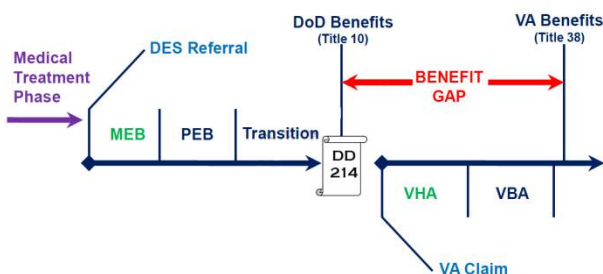 Medical
Treatment
Phase
DES Referral
DoD Benefits
(Title 10)
VA Benefits
(Title 38)
BENEFIT
GAP
MEB
PEB
Transition
DD
214
VHA
VBA
VA Claim